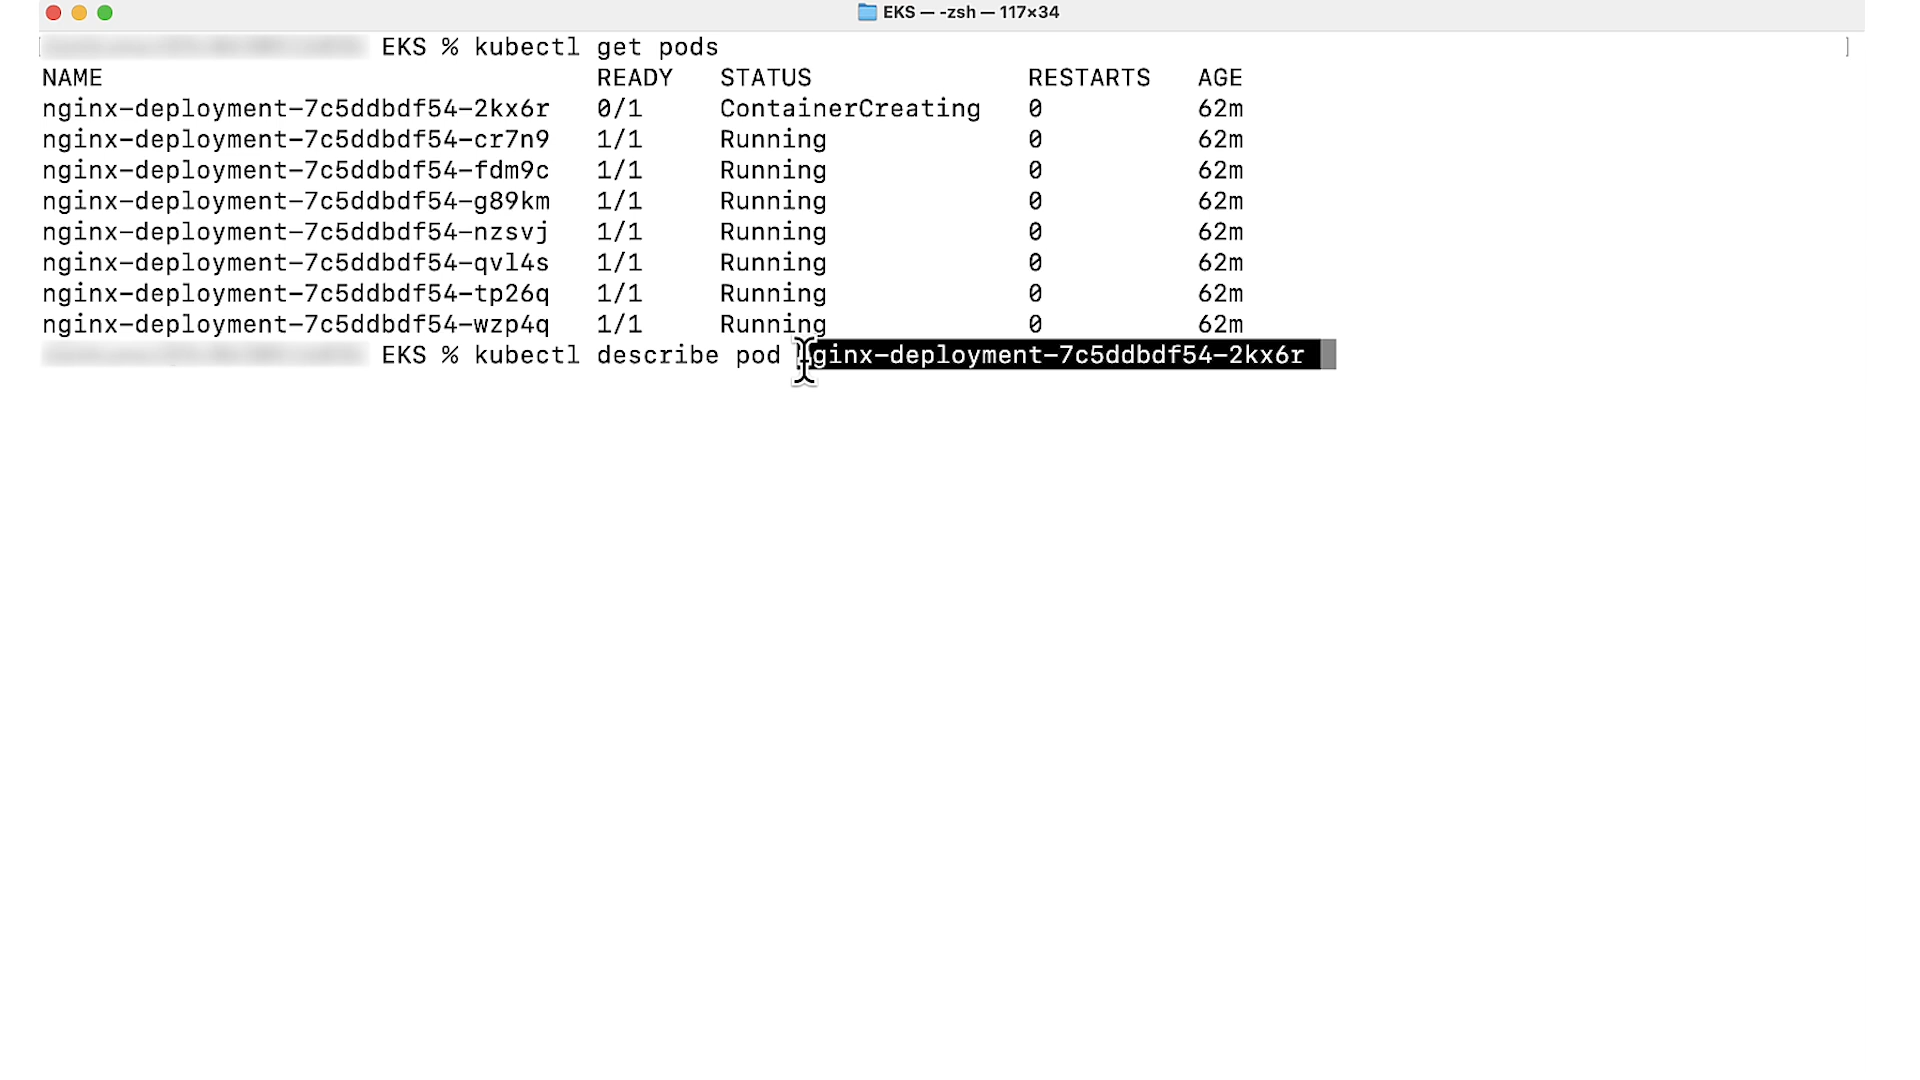 EKS — -zsh — 117×34
EKS % kubectl get pods
NAME READY STATUS RESTARTS AGE
nginx-deployment-7c5ddbdf54-2kx6r 0/1 ContainerCreating 0 62m
nginx-deployment-7c5ddbdf54-cr7n9 1/1 Running 0 62m
nginx-deployment-7c5ddbdf54-fdm9c 1/1 Running 0 62m
nginx-deployment-7c5ddbdf54-g89km 1/1 Running 0 62m
nginx-deployment-7c5ddbdf54-nzsvj 1/1 Running 0 62m
nginx-deployment-7c5ddbdf54-qvl4s 1/1 Running 0 62m
nginx-deployment-7c5ddbdf54-tp26q 1/1 Running 0 62m
nginx-deployment-7c5ddbdf54-wzp4q 1/1 Running 0 62m
EKS % kubectl describe pod nginx-deployment-7c5ddbdf54-2kx6r